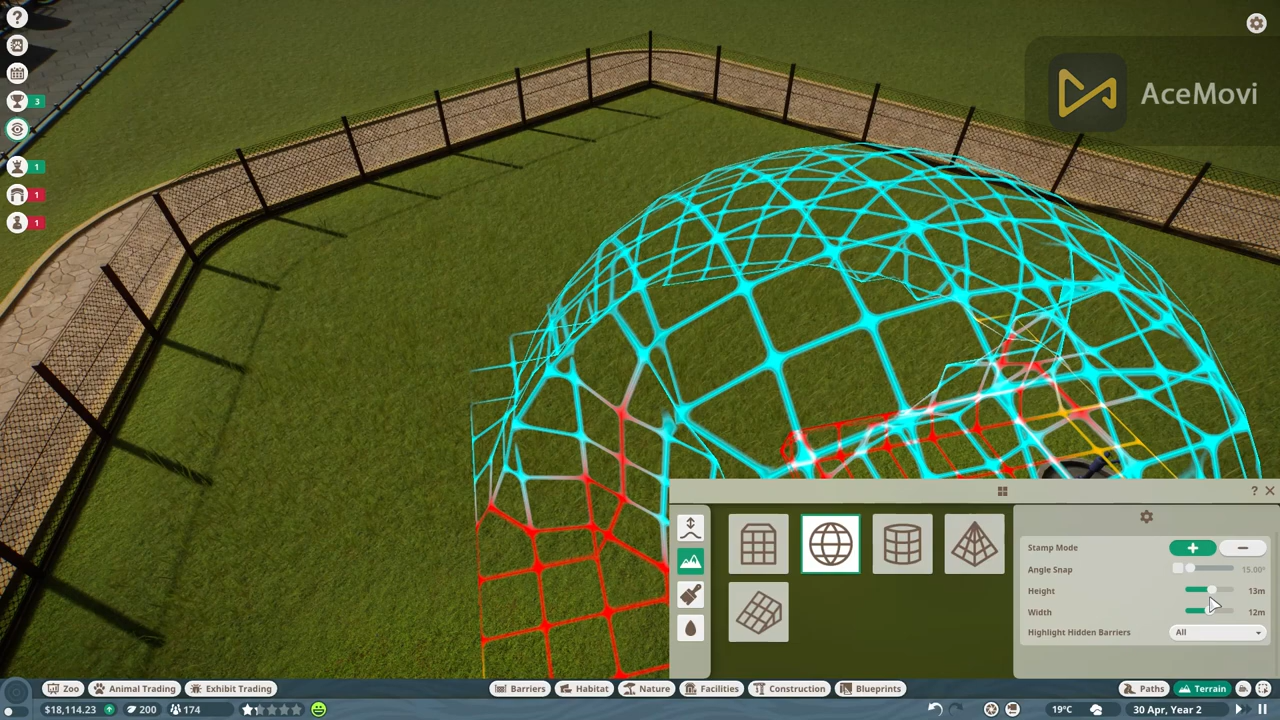 ?
AceMovi
3
1
1
1
?
Stamp Mode
Angle Snap 15.00°
Height 13m
Width 12m
Highlight Hidden Barriers All
Zoo Animal Trading Exhibit Trading Barriers Habitat Nature Facilities Construction Blueprints Paths Terrain
$18,114.23 200 174 19°C 30 Apr, Year 2